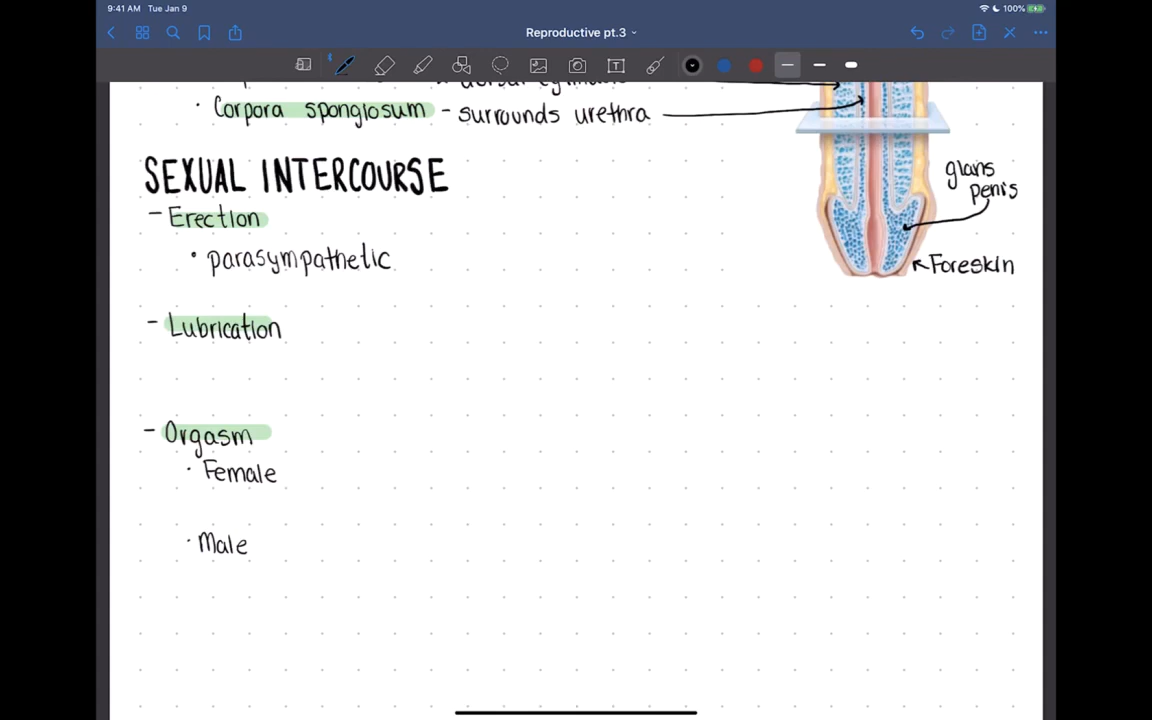 9:41 AM Tue Jan 9
100%
Reproductive pt.3
· Corpora spongiosum - surrounds urethra
SEXUAL INTERCOURSE
glans
penis
- Erection
· parasympathetic
Foreskin
- Lubrication
- Orgasm
· Female
· Male